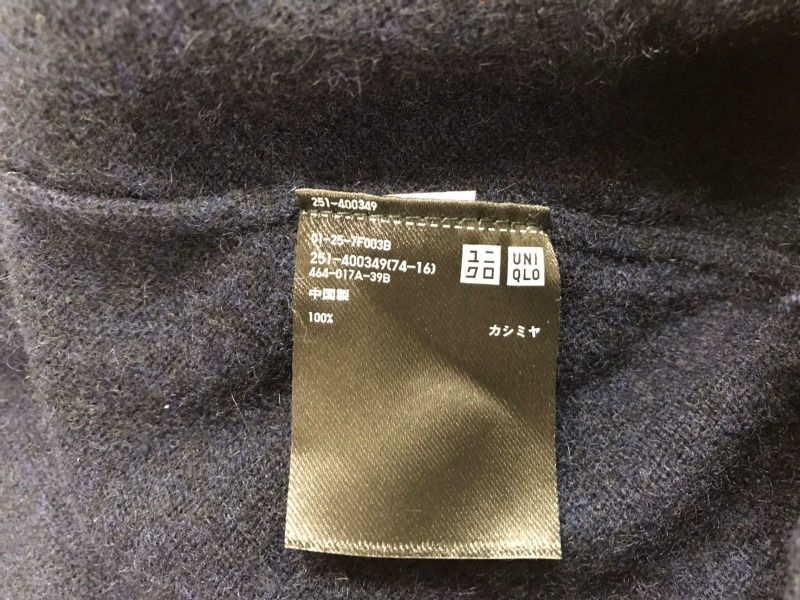 251-400349
01-25-7F003B
251-400349(74-16)
464-017A-39B
中国製
100% カシミヤ
ユニ
クロ
UNI
QLO